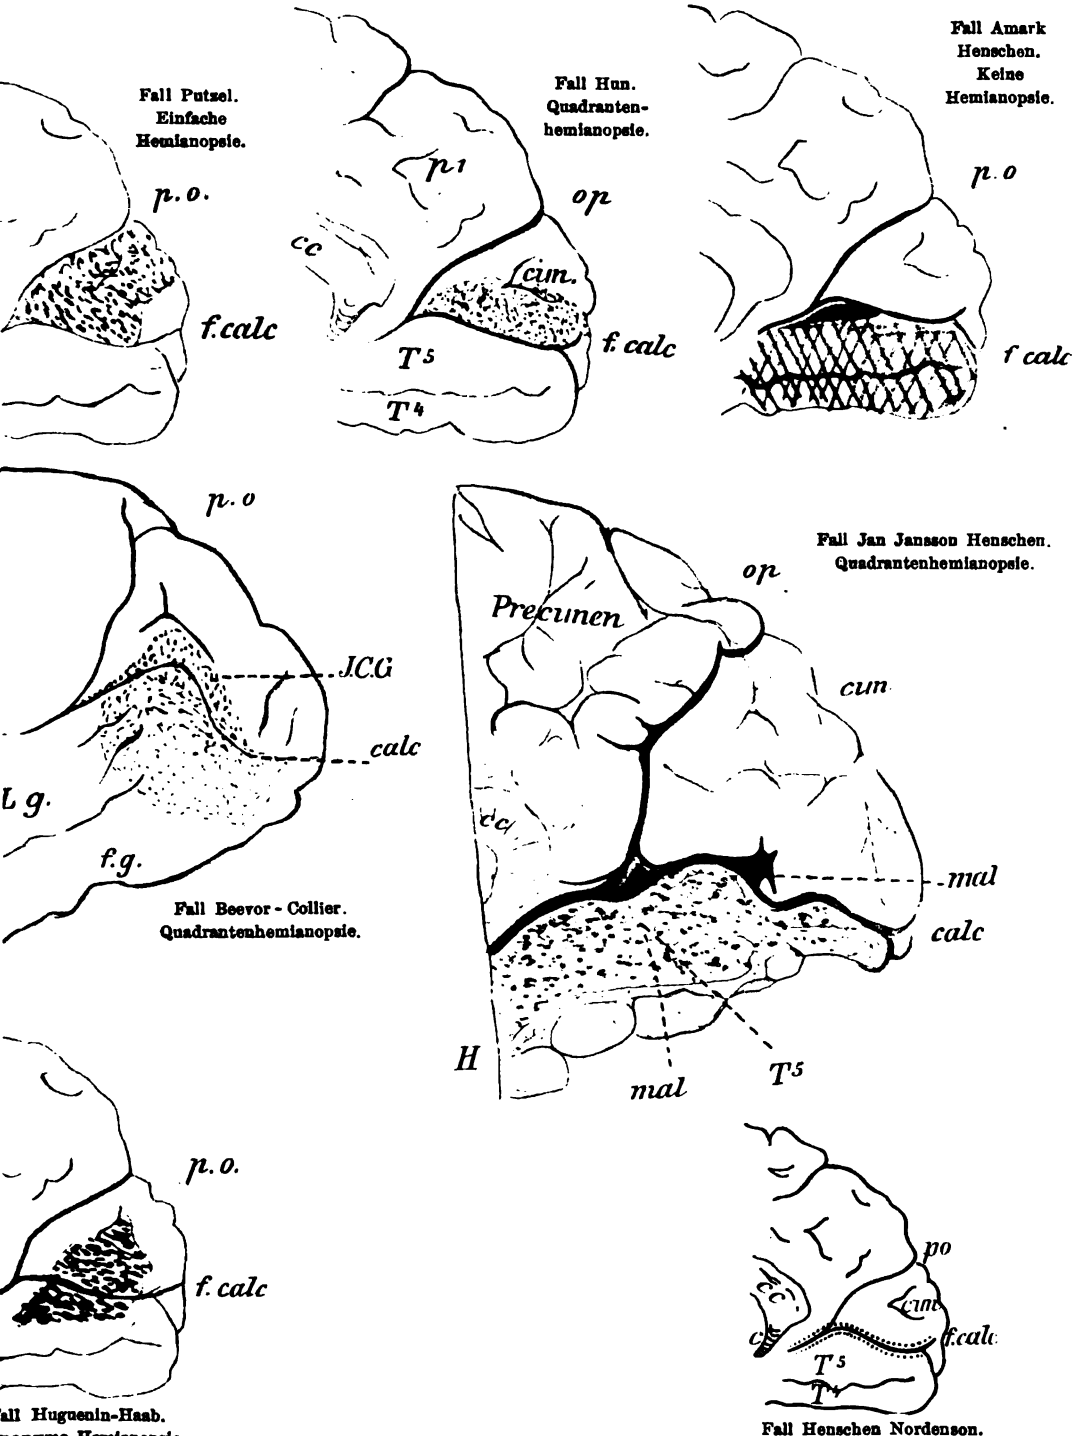 Fall Putzel.
Einfache
Hemianopsie.
p.o.
f.calc
Fall Hun.
Quadranten-
hemianopsie.
p1
op
cc
cun.
f. calc
T5
T4
Fall Amark
Henschen.
Keine
Hemianopsie.
p.o
f calc
p.o
J.C.G
calc
L g.
f.g.
Fall Beevor - Collier.
Quadrantenhemianopsie.
Fall Jan Jansson Henschen.
Quadrantenhemianopsie.
op
Precunen
cun
cc
mal
calc
H
mal
T5
p.o.
f.calc
Huguenin-Haab.
po
cc
cun
c
f.calc
T5
T4
Fall Henschen Nordenson.